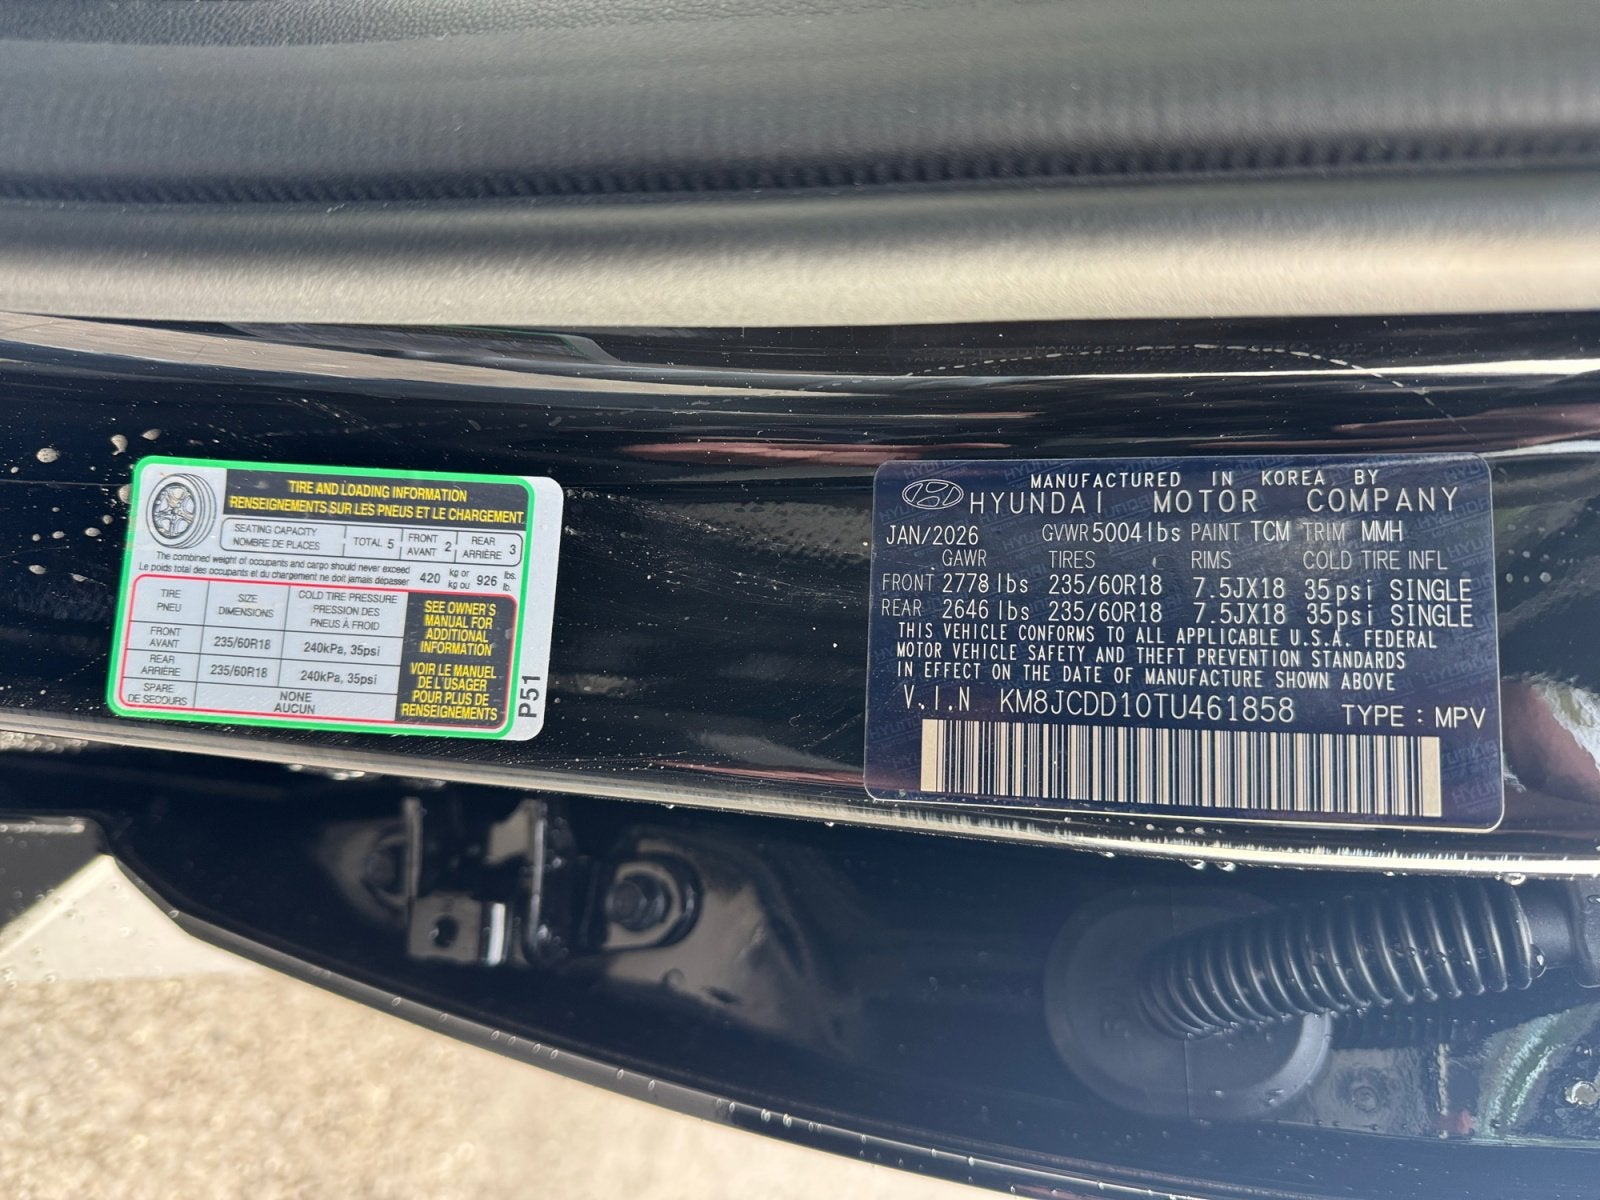 TIRE AND LOADING INFORMATION
RENSEIGNEMENTS SUR LES PNEUS ET LE CHARGEMENT
SEATING CAPACITY
NOMBRE DE PLACES
TOTAL 5
FRONT
AVANT 2
REAR
ARRIÈRE 3
The combined weight of occupants and cargo should never exceed
Le poids total des occupants et du chargement ne doit jamais dépasser
420 kg or
kg ou
926 lbs.
lb.
TIRE
PNEU
SIZE
DIMENSIONS
COLD TIRE PRESSURE
PRESSION DES
PNEUS À FROID
FRONT
AVANT
235/60R18
240kPa, 35psi
REAR
ARRIÈRE
235/60R18
240kPa, 35psi
SPARE
DE SECOURS
NONE
AUCUN
SEE OWNER'S
MANUAL FOR
ADDITIONAL
INFORMATION
VOIR LE MANUEL
DE L'USAGER
POUR PLUS DE
RENSEIGNEMENTS
P51
MANUFACTURED IN KOREA BY
HYUNDAI MOTOR COMPANY
JAN/2026 GVWR 5004 lbs PAINT TCM TRIM MMH
GAWR TIRES RIMS COLD TIRE INFL
FRONT 2778 lbs 235/60R18 7.5JX18 35psi SINGLE
REAR 2646 lbs 235/60R18 7.5JX18 35psi SINGLE
THIS VEHICLE CONFORMS TO ALL APPLICABLE U.S.A. FEDERAL
MOTOR VEHICLE SAFETY AND THEFT PREVENTION STANDARDS
IN EFFECT ON THE DATE OF MANUFACTURE SHOWN ABOVE
V.I.N KM8JCDD10TU461858 TYPE : MPV